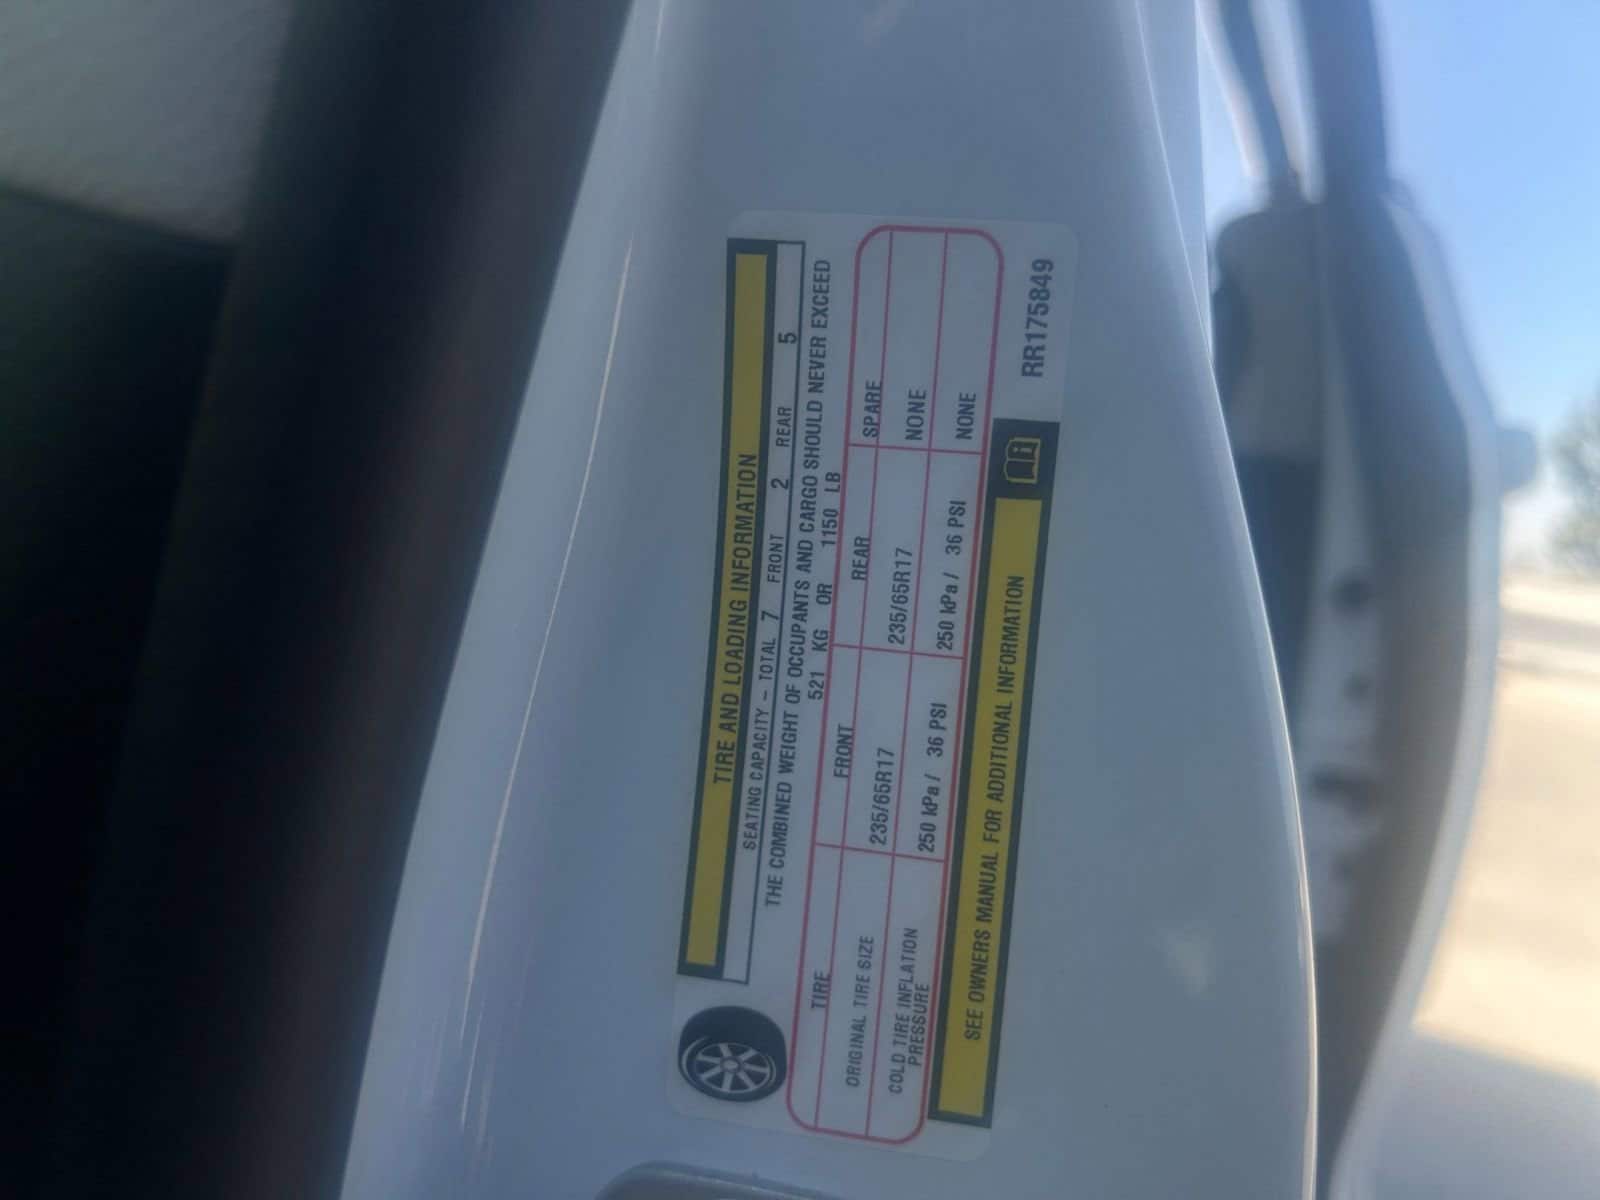 TIRE AND LOADING INFORMATION
SEATING CAPACITY – TOTAL 7 FRONT 2 REAR 5
THE COMBINED WEIGHT OF OCCUPANTS AND CARGO SHOULD NEVER EXCEED
521 KG OR 1150 LB
TIRE FRONT REAR SPARE
ORIGINAL TIRE SIZE 235/65R17 235/65R17 NONE
COLD TIRE INFLATION
PRESSURE 250 kPa / 36 PSI 250 kPa / 36 PSI NONE
SEE OWNERS MANUAL FOR ADDITIONAL INFORMATION
RR175849